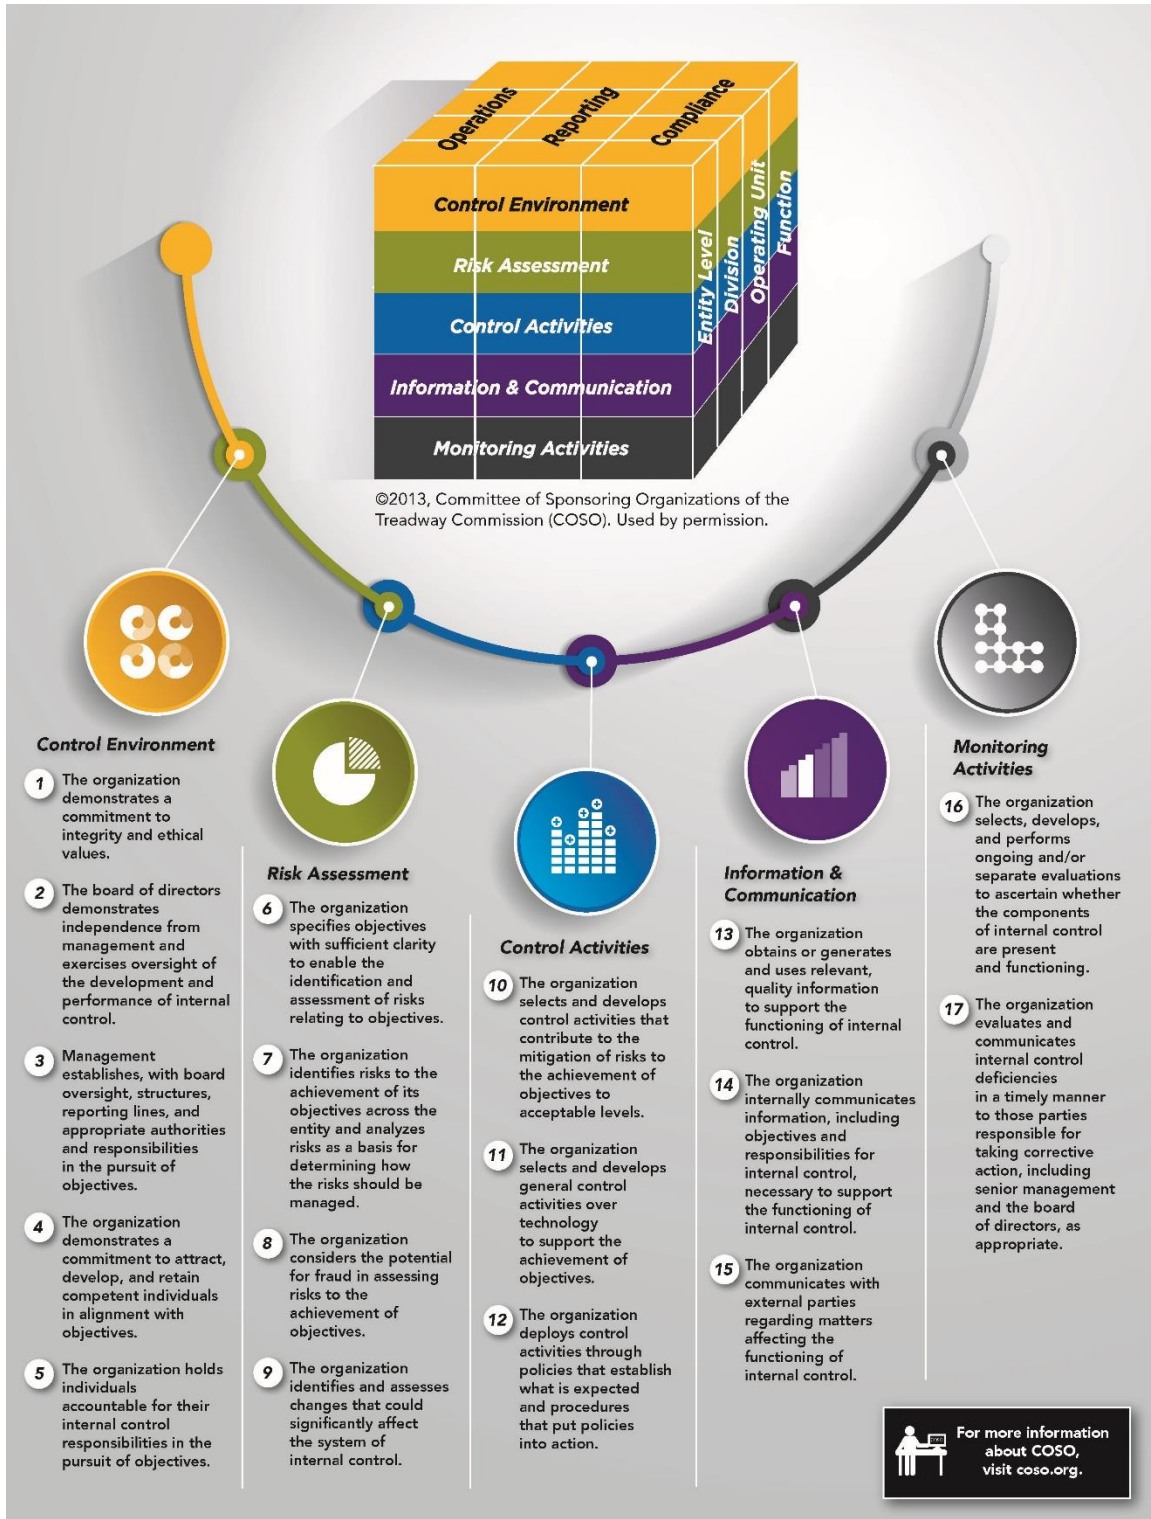 Operations
Reporting
Compliance
Control Environment
Risk Assessment
Control Activities
Information & Communication
Monitoring Activities
Entity Level
Division
Operating Unit
Function
©2013, Committee of Sponsoring Organizations of the
Treadway Commission (COSO). Used by permission.
Control Environment
1 The organization
demonstrates a
commitment to
integrity and ethical
values.
2 The board of directors
demonstrates
independence from
management and
exercises oversight of
the development and
performance of internal
control.
3 Management
establishes, with board
oversight, structures,
reporting lines, and
appropriate authorities
and responsibilities
in the pursuit of
objectives.
4 The organization
demonstrates a
commitment to attract,
develop, and retain
competent individuals
in alignment with
objectives.
5 The organization holds
individuals
accountable for their
internal control
responsibilities in the
pursuit of objectives.
Risk Assessment
6 The organization
specifies objectives
with sufficient clarity
to enable the
identification and
assessment of risks
relating to objectives.
7 The organization
identifies risks to the
achievement of its
objectives across the
entity and analyzes
risks as a basis for
determining how
the risks should be
managed.
8 The organization
considers the potential
for fraud in assessing
risks to the
achievement of
objectives.
9 The organization
identifies and assesses
changes that could
significantly affect
the system of
internal control.
Control Activities
10 The organization
selects and develops
control activities that
contribute to the
mitigation of risks to
the achievement of
objectives to
acceptable levels.
11 The organization
selects and develops
general control
activities over
technology
to support the
achievement of
objectives.
12 The organization
deploys control
activities through
policies that establish
what is expected
and procedures
that put policies
into action.
Information &
Communication
13 The organization
obtains or generates
and uses relevant,
quality information
to support the
functioning of internal
control.
14 The organization
internally communicates
information, including
objectives and
responsibilities for
internal control,
necessary to support
the functioning of
internal control.
15 The organization
communicates with
external parties
regarding matters
affecting the
functioning of
internal control.
Monitoring
Activities
16 The organization
selects, develops,
and performs
ongoing and/or
separate evaluations
to ascertain whether
the components
of internal control
are present
and functioning.
17 The organization
evaluates and
communicates
internal control
deficiencies
in a timely manner
to those parties
responsible for
taking corrective
action, including
senior management
and the board
of directors, as
appropriate.
COSO
For more information
about COSO,
visit coso.org.